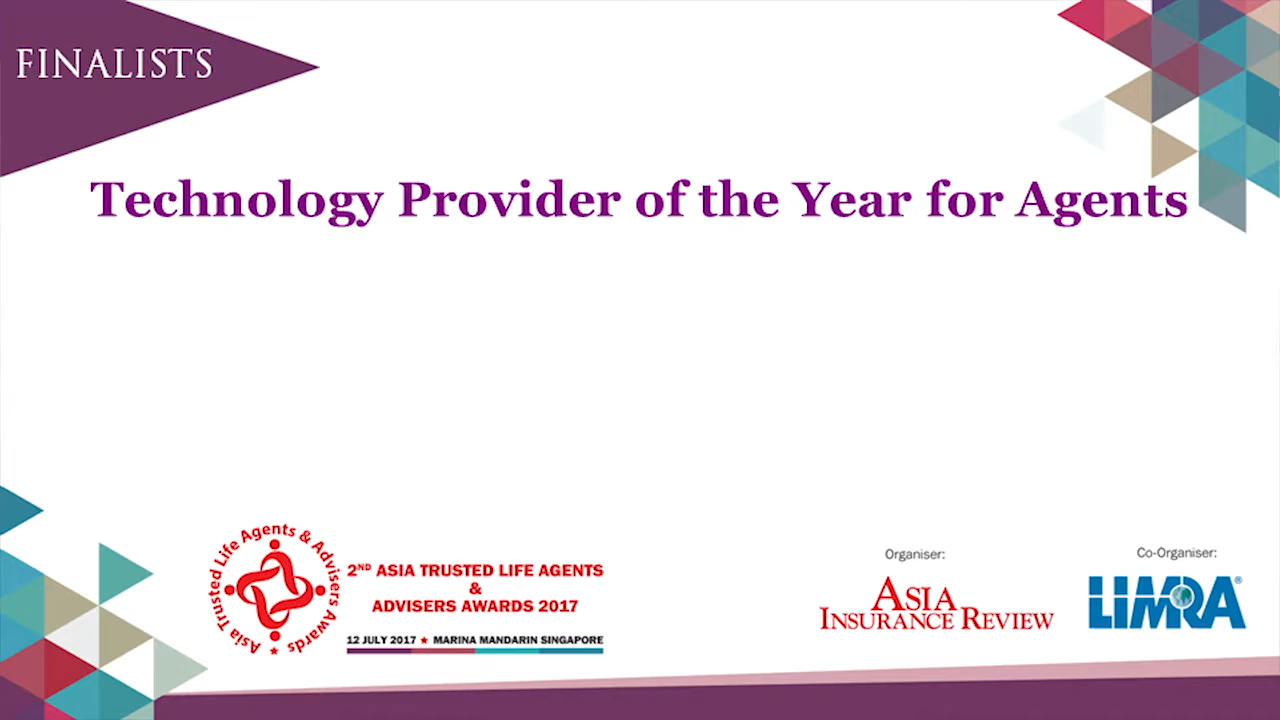 FINALISTS
Technology Provider of the Year for Agents
Asia Trusted Life Agents & Advisers Awards
2ND ASIA TRUSTED LIFE AGENTS
&
ADVISERS AWARDS 2017
12 JULY 2017 ★ MARINA MANDARIN SINGAPORE
Organiser:
ASIA
INSURANCE REVIEW
Co-Organiser:
LIMRA®